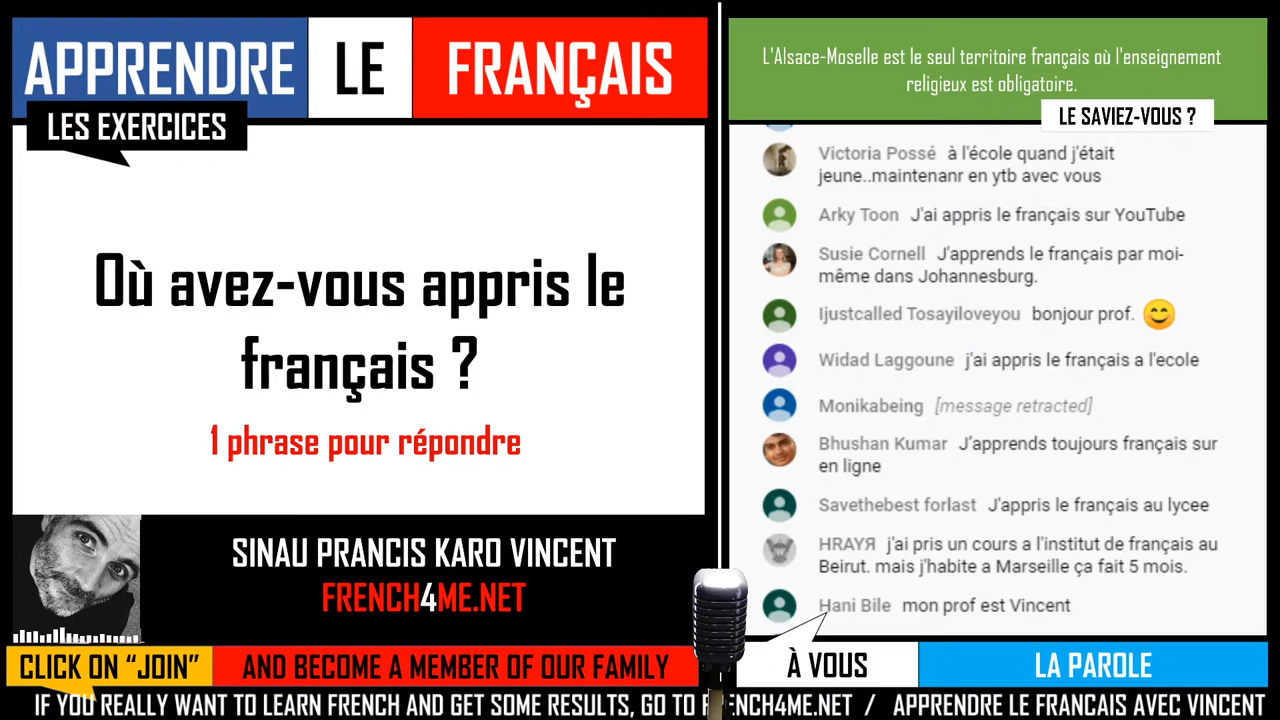 APPRENDRE LE FRANÇAIS
LES EXERCICES
Où avez-vous appris le
français ?
1 phrase pour répondre
SINAU PRANCIS KARO VINCENT
FRENCH4ME.NET
CLICK ON “JOIN” AND BECOME A MEMBER OF OUR FAMILY
L'Alsace-Moselle est le seul territoire français où l'enseignement
religieux est obligatoire.
LE SAVIEZ-VOUS ?
Victoria Possé à l'école quand j'était
jeune..maintenanr en ytb avec vous
Arky Toon J'ai appris le français sur YouTube
Susie Cornell J'apprends le français par moi-
même dans Johannesburg.
Ijustcalled Tosayiloveyou bonjour prof. 😊
Widad Laggoune j'ai appris le français a l'ecole
Monikabeing [message retracted]
Bhushan Kumar J'apprends toujours français sur
en ligne
Savethebest forlast J'appris le français au lycee
HRAYЯ j'ai pris un cours a l'institut de français au
Beirut. mais j'habite a Marseille ça fait 5 mois.
Hani Bile mon prof est Vincent
À VOUS LA PAROLE
IF YOU REALLY WANT TO LEARN FRENCH AND GET SOME RESULTS, GO TO FRENCH4ME.NET / APPRENDRE LE FRANCAIS AVEC VINCENT